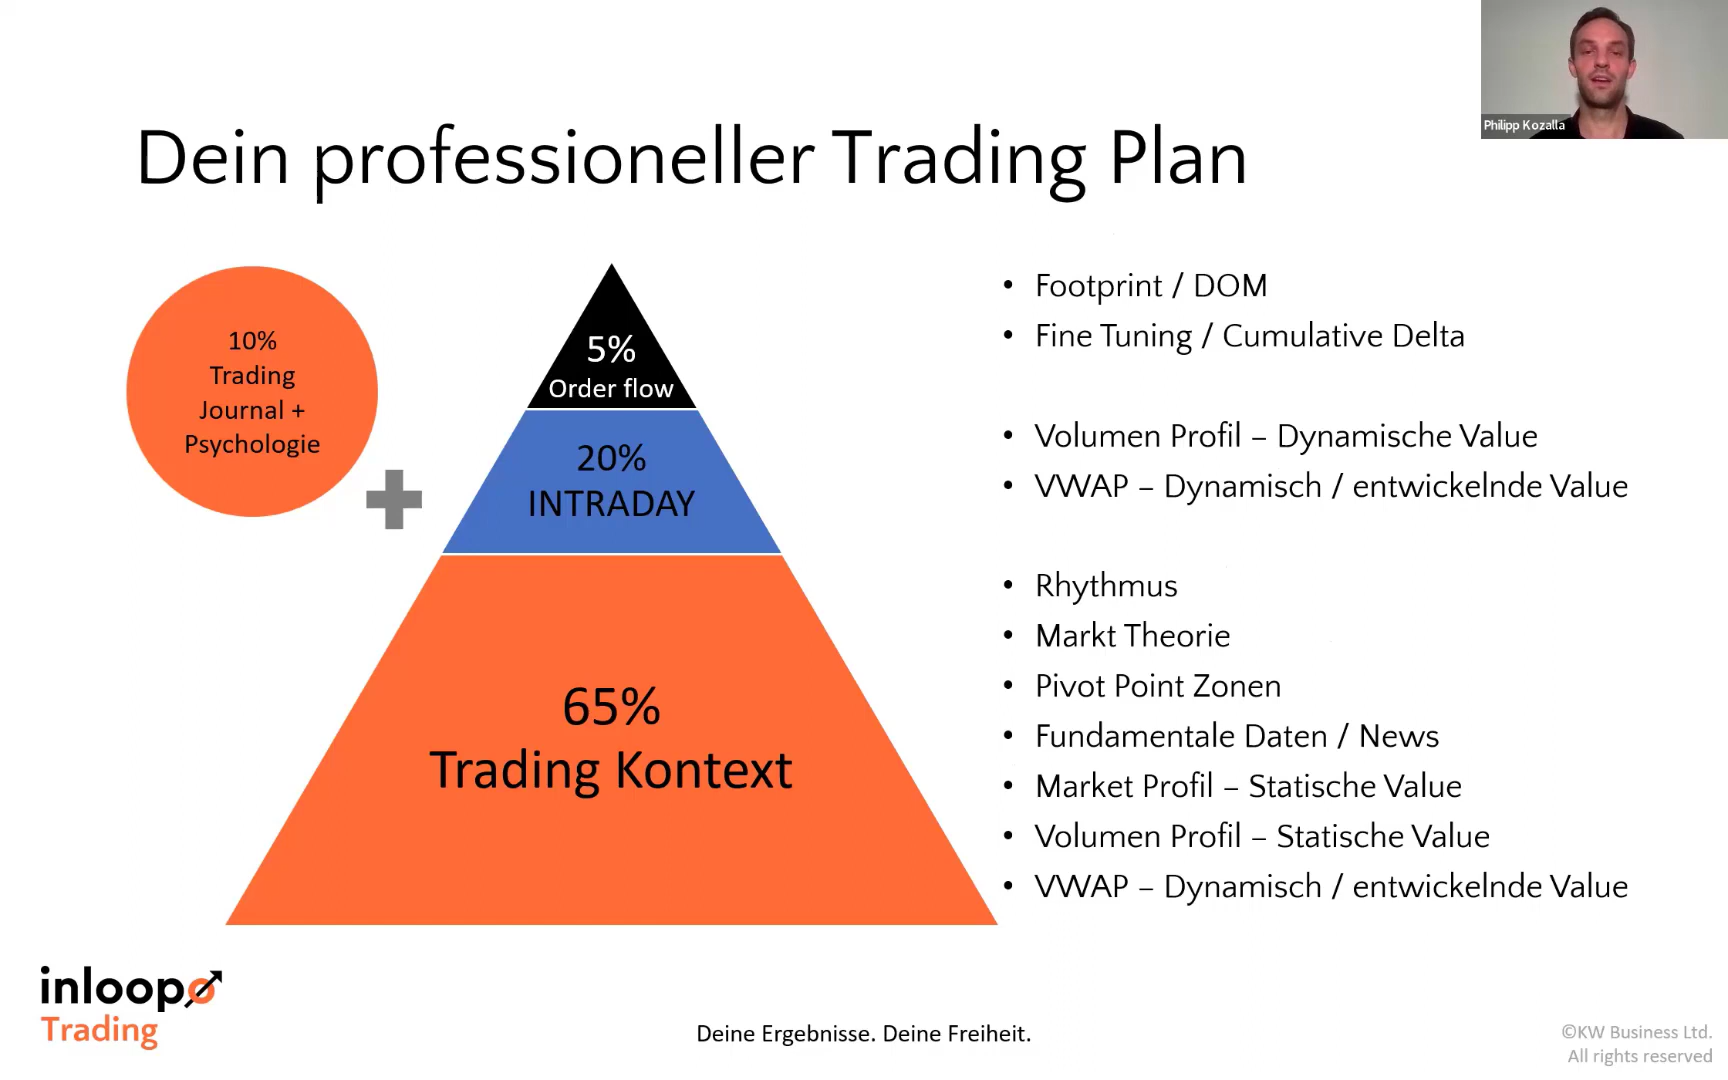 Philipp Kozalla
Dein professioneller Trading Plan
10%
Trading
Journal +
Psychologie
5%
Order flow
20%
INTRADAY
65%
Trading Kontext
• Footprint / DOM
• Fine Tuning / Cumulative Delta
• Volumen Profil – Dynamische Value
• VWAP – Dynamisch / entwickelnde Value
• Rhythmus
• Markt Theorie
• Pivot Point Zonen
• Fundamentale Daten / News
• Market Profil – Statische Value
• Volumen Profil – Statische Value
• VWAP – Dynamisch / entwickelnde Value
inloopo
Trading
Deine Ergebnisse. Deine Freiheit.
©KW Business Ltd.
All rights reserved